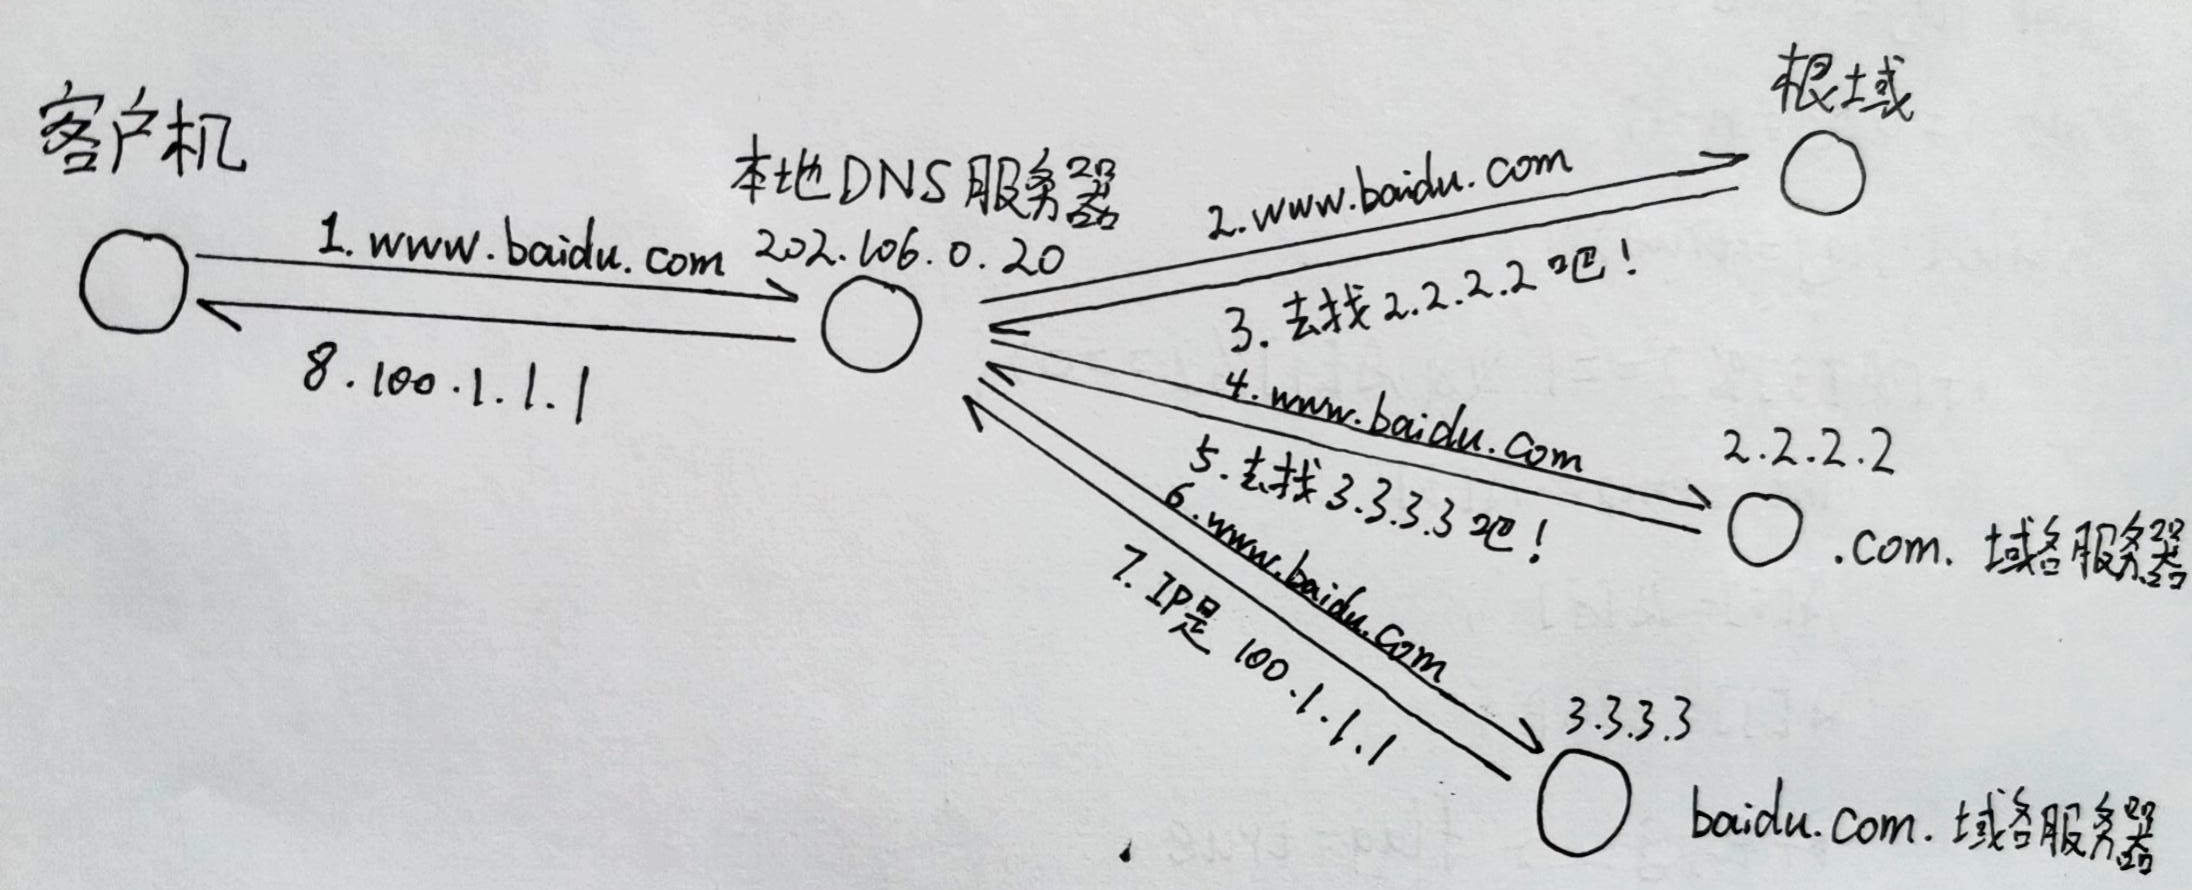 根域
客户机
本地DNS服务器
202.106.0.20
1. www.baidu.com
2. www.baidu.com
3. 去找2.2.2.2吧!
8. 100.1.1.1
4. www.baidu.com
5. 去找3.3.3.3吧!
2.2.2.2
.com. 域名服务器
6. www.baidu.com
7. IP是 100.1.1.1
3.3.3.3
baidu.com. 域名服务器